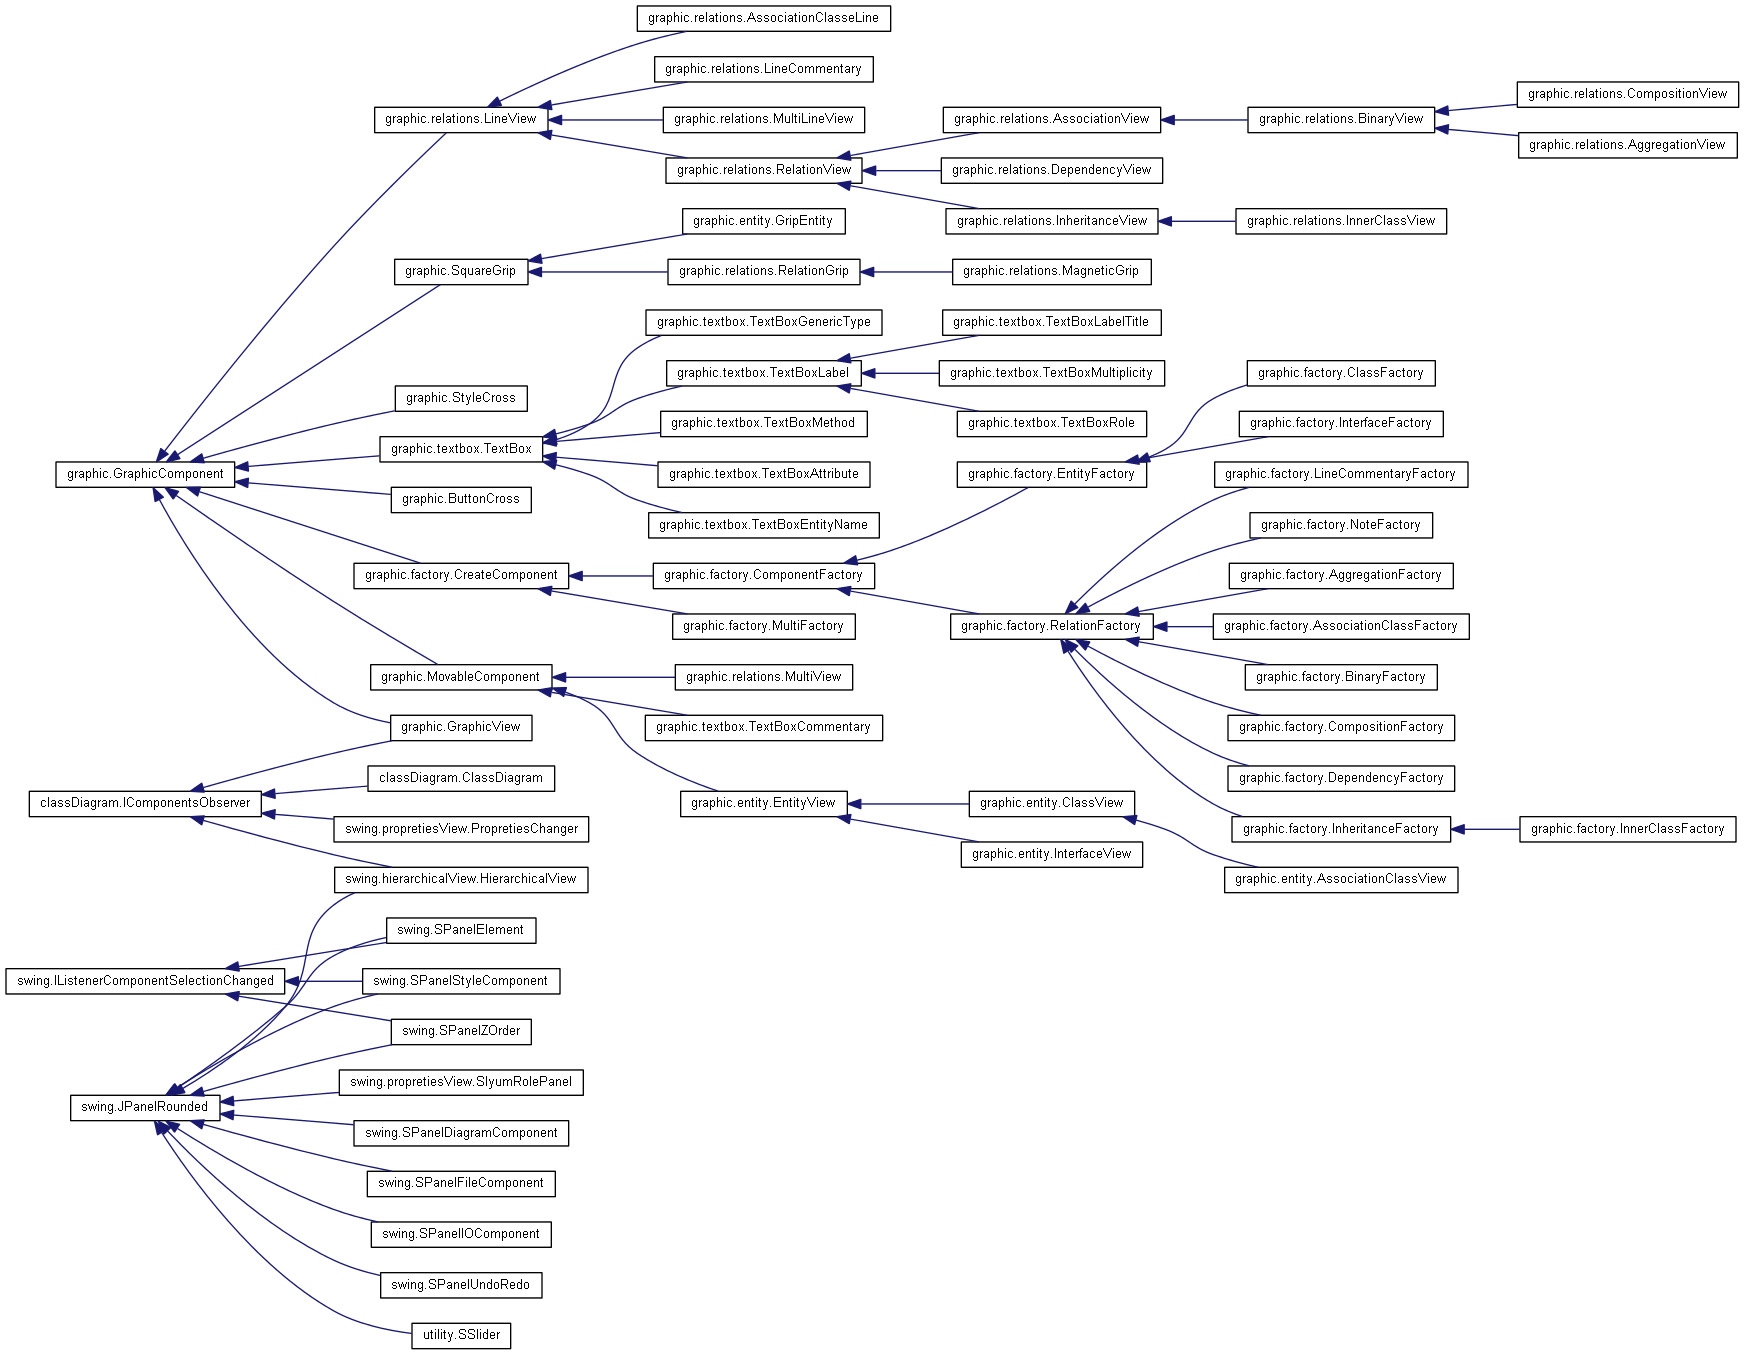 graphic.relations.AssociationClasseLine
graphic.relations.LineCommentary
graphic.relations.CompositionView
graphic.relations.LineView
graphic.relations.MultiLineView
graphic.relations.AssociationView
graphic.relations.BinaryView
graphic.relations.AggregationView
graphic.relations.RelationView
graphic.relations.DependencyView
graphic.entity.GripEntity
graphic.relations.InheritanceView
graphic.relations.InnerClassView
graphic.SquareGrip
graphic.relations.RelationGrip
graphic.relations.MagneticGrip
graphic.textbox.TextBoxGenericType
graphic.textbox.TextBoxLabelTitle
graphic.textbox.TextBoxLabel
graphic.textbox.TextBoxMultiplicity
graphic.factory.ClassFactory
graphic.StyleCross
graphic.textbox.TextBoxMethod
graphic.textbox.TextBoxRole
graphic.factory.InterfaceFactory
graphic.textbox.TextBox
graphic.GraphicComponent
graphic.textbox.TextBoxAttribute
graphic.factory.EntityFactory
graphic.factory.LineCommentaryFactory
graphic.ButtonCross
graphic.textbox.TextBoxEntityName
graphic.factory.NoteFactory
graphic.factory.CreateComponent
graphic.factory.ComponentFactory
graphic.factory.AggregationFactory
graphic.factory.MultiFactory
graphic.factory.RelationFactory
graphic.factory.AssociationClassFactory
graphic.MovableComponent
graphic.relations.MultiView
graphic.factory.BinaryFactory
graphic.GraphicView
graphic.textbox.TextBoxCommentary
graphic.factory.CompositionFactory
classDiagram.ClassDiagram
graphic.factory.DependencyFactory
classDiagram.IComponentsObserver
graphic.entity.EntityView
graphic.entity.ClassView
swing.propretiesView.PropretiesChanger
graphic.factory.InheritanceFactory
graphic.factory.InnerClassFactory
graphic.entity.InterfaceView
swing.hierarchicalView.HierarchicalView
graphic.entity.AssociationClassView
swing.SPanelElement
swing.IListenerComponentSelectionChanged
swing.SPanelStyleComponent
swing.SPanelZOrder
swing.propretiesView.SlyumRolePanel
swing.JPanelRounded
swing.SPanelDiagramComponent
swing.SPanelFileComponent
swing.SPanelIOComponent
swing.SPanelUndoRedo
utility.SSlider